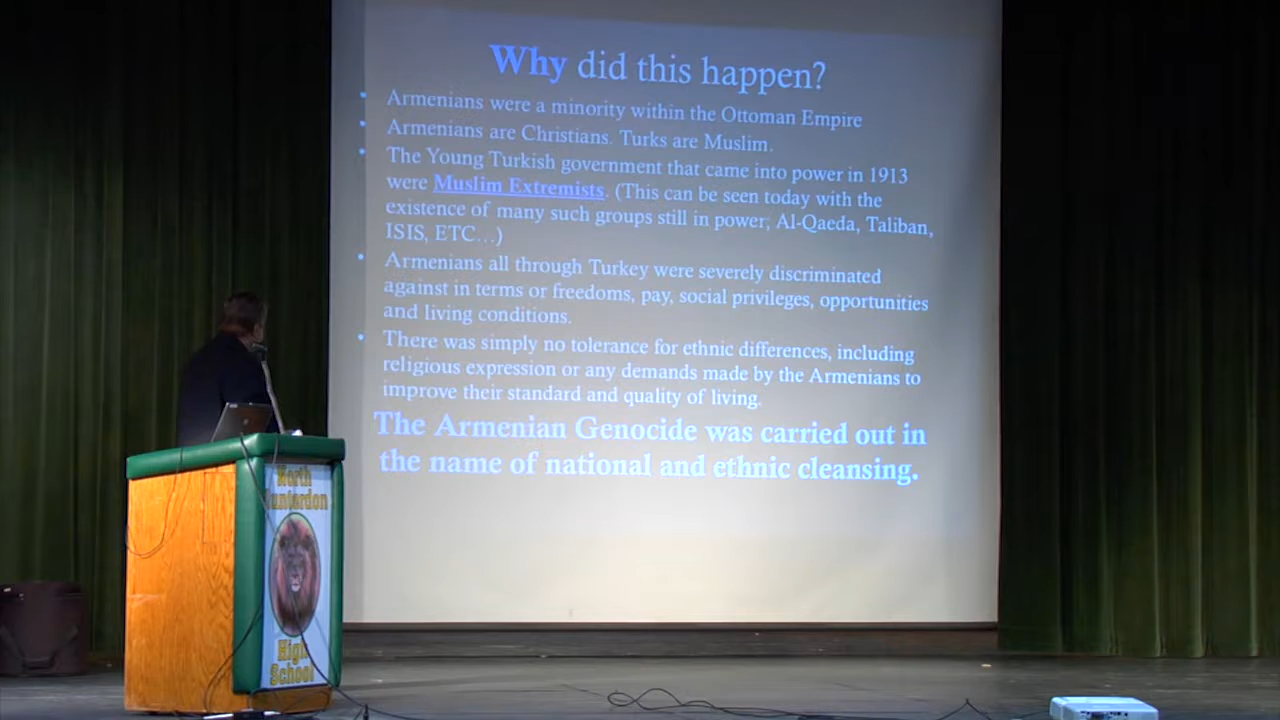 Why did this happen?
• Armenians were a minority within the Ottoman Empire
• Armenians are Christians. Turks are Muslim.
• The Young Turkish government that came into power in 1913
were Muslim Extremists. (This can be seen today with the
existence of many such groups still in power; Al-Qaeda, Taliban,
ISIS, ETC…)
• Armenians all through Turkey were severely discriminated
against in terms or freedoms, pay, social privileges, opportunities
and living conditions.
• There was simply no tolerance for ethnic differences, including
religious expression or any demands made by the Armenians to
improve their standard and quality of living.
The Armenian Genocide was carried out in
the name of national and ethnic cleansing.
North
Hunterdon
High
School